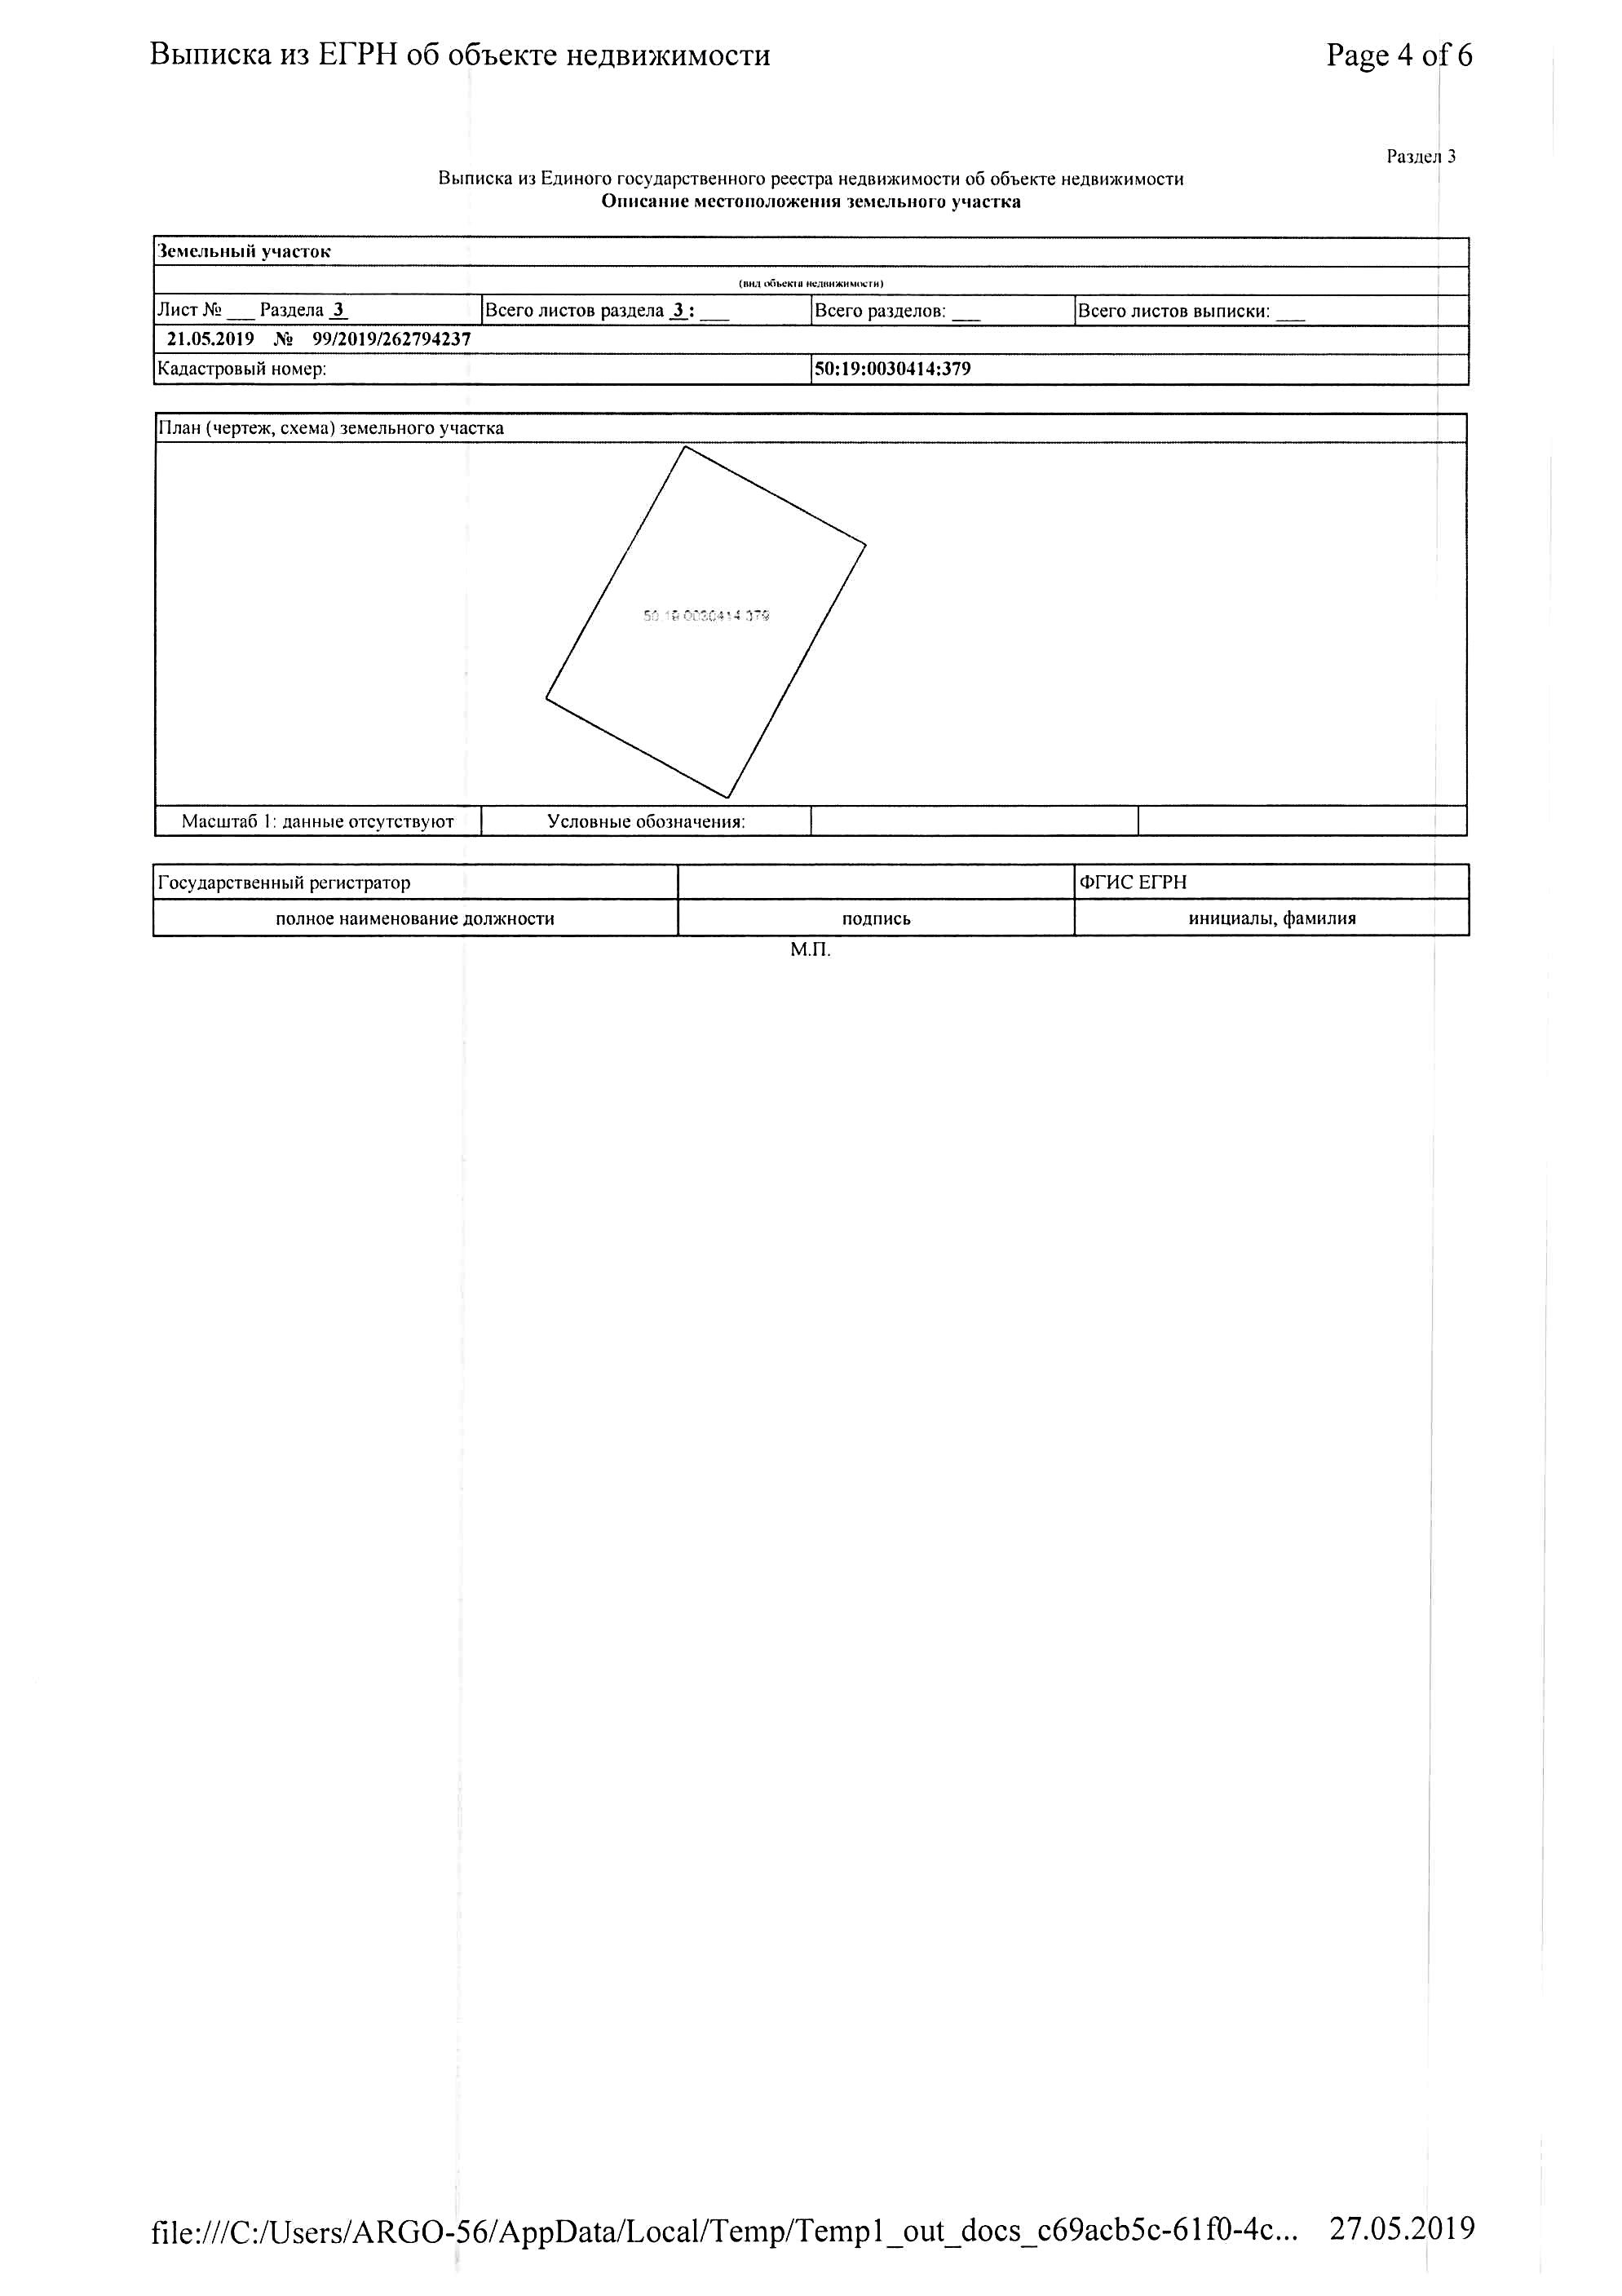 Выписка из ЕГРН об объекте недвижимости Page 4 of 6
Раздел 3
Выписка из Единого государственного реестра недвижимости об объекте недвижимости
Описание местоположения земельного участка
Земельный участок
(вид объекта недвижимости)
Лист № ___ Раздела 3 Всего листов раздела 3 : ___ Всего разделов: ___ Всего листов выписки: ___
21.05.2019 № 99/2019/262794237
Кадастровый номер: 50:19:0030414:379
План (чертеж, схема) земельного участка
50:19:0030414:379
Масштаб 1: данные отсутствуют Условные обозначения:
Государственный регистратор ФГИС ЕГРН
полное наименование должности подпись инициалы, фамилия
М.П.
file:///C:/Users/ARGO-56/AppData/Local/Temp/Temp1_out_docs_c69acb5c-61f0-4c... 27.05.2019